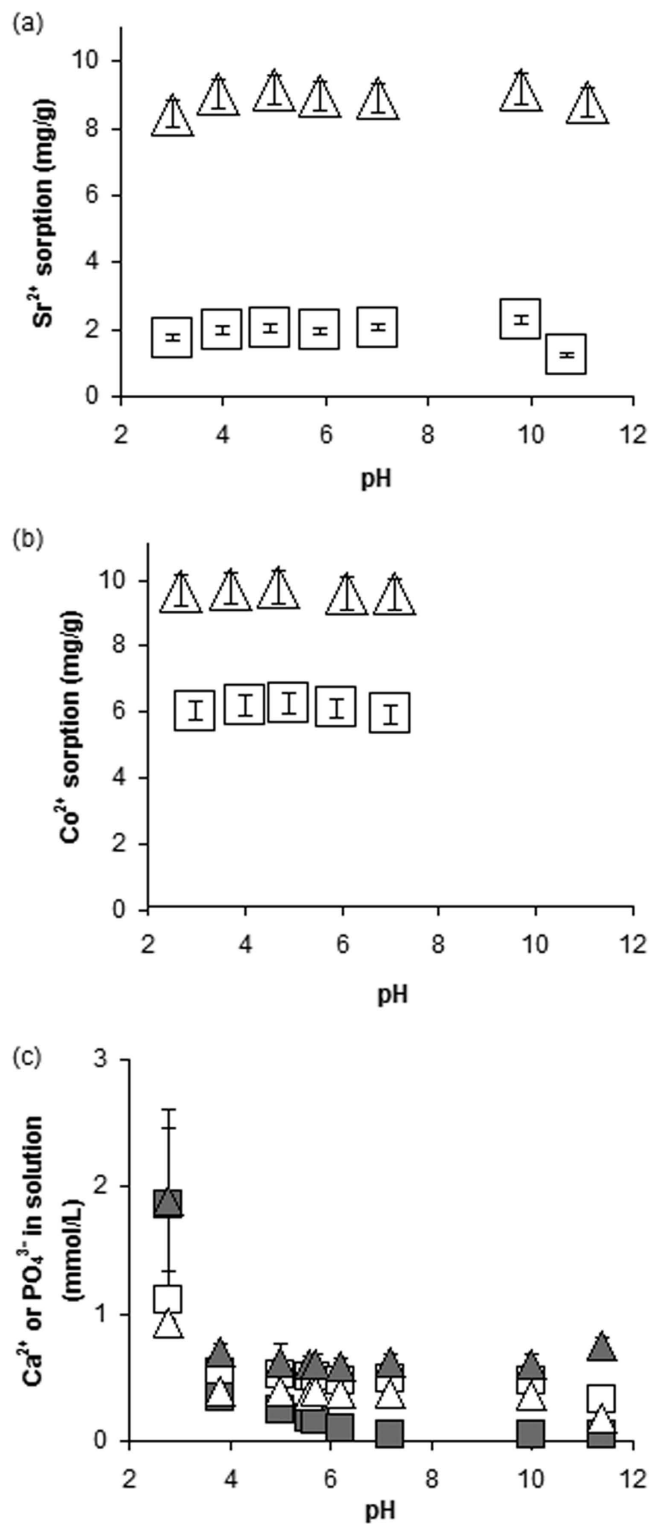 (a)
10
8
6
4
2
0
Sr²⁺ sorption (mg/g)
2 4 6 8 10 12
pH
(b)
10
8
6
4
2
0
Co²⁺ sorption (mg/g)
2 4 6 8 10 12
pH
(c)
3
2
1
0
Ca²⁺ or PO₄³⁻ in solution
(mmol/L)
2 4 6 8 10 12
pH